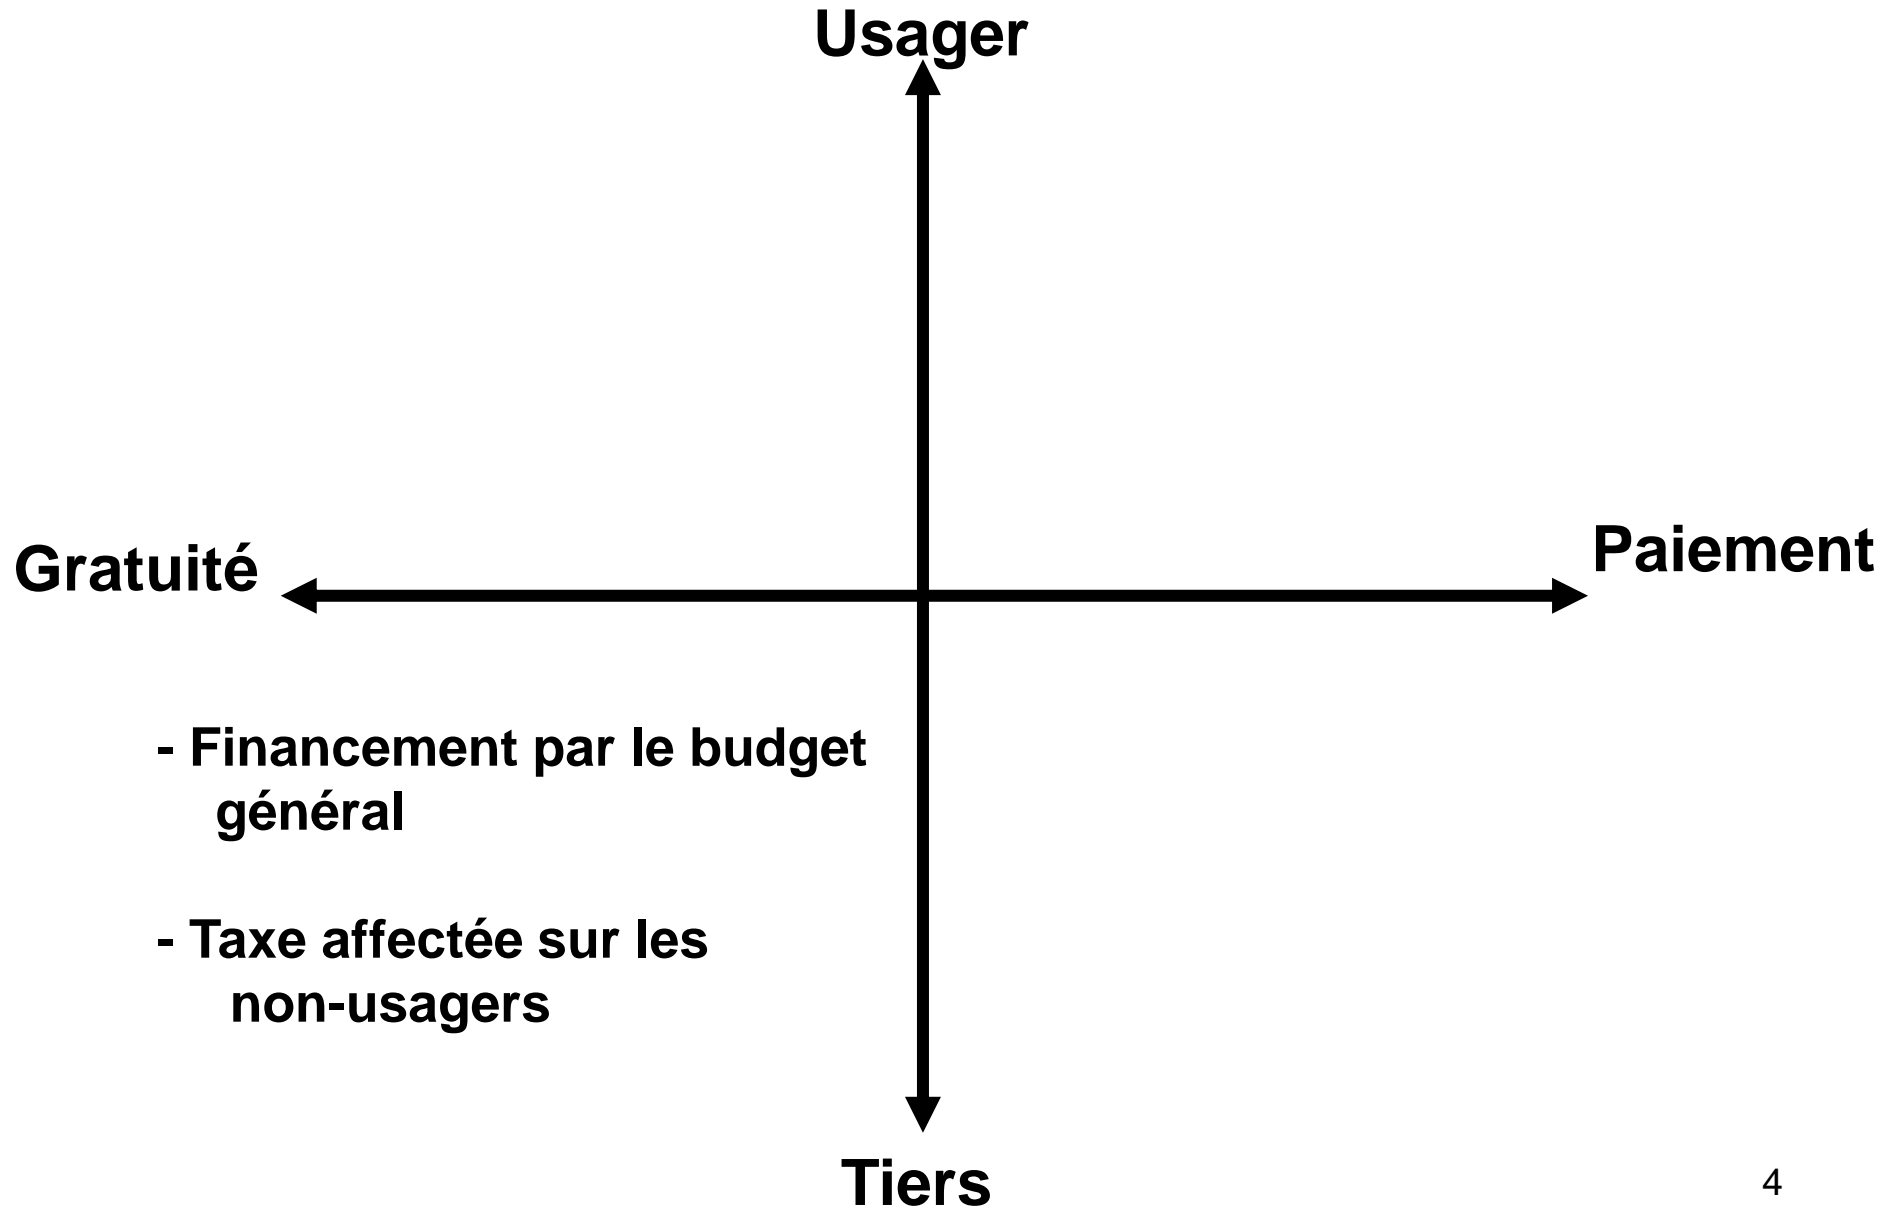 Usager
Gratuité
Paiement
- Financement par le budget
général
- Taxe affectée sur les
non-usagers
Tiers
4